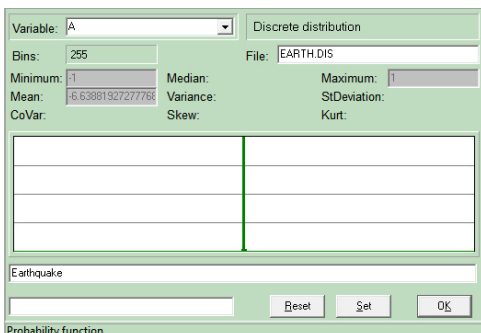 Variable: A Discrete distribution
Bins: 255 File: EARTH.DIS
Minimum: -1 Median: Maximum: 1
Mean: -6.63881927277768 Variance: StDeviation:
CoVar: Skew: Kurt:
Earthquake
Reset Set OK
Probability function